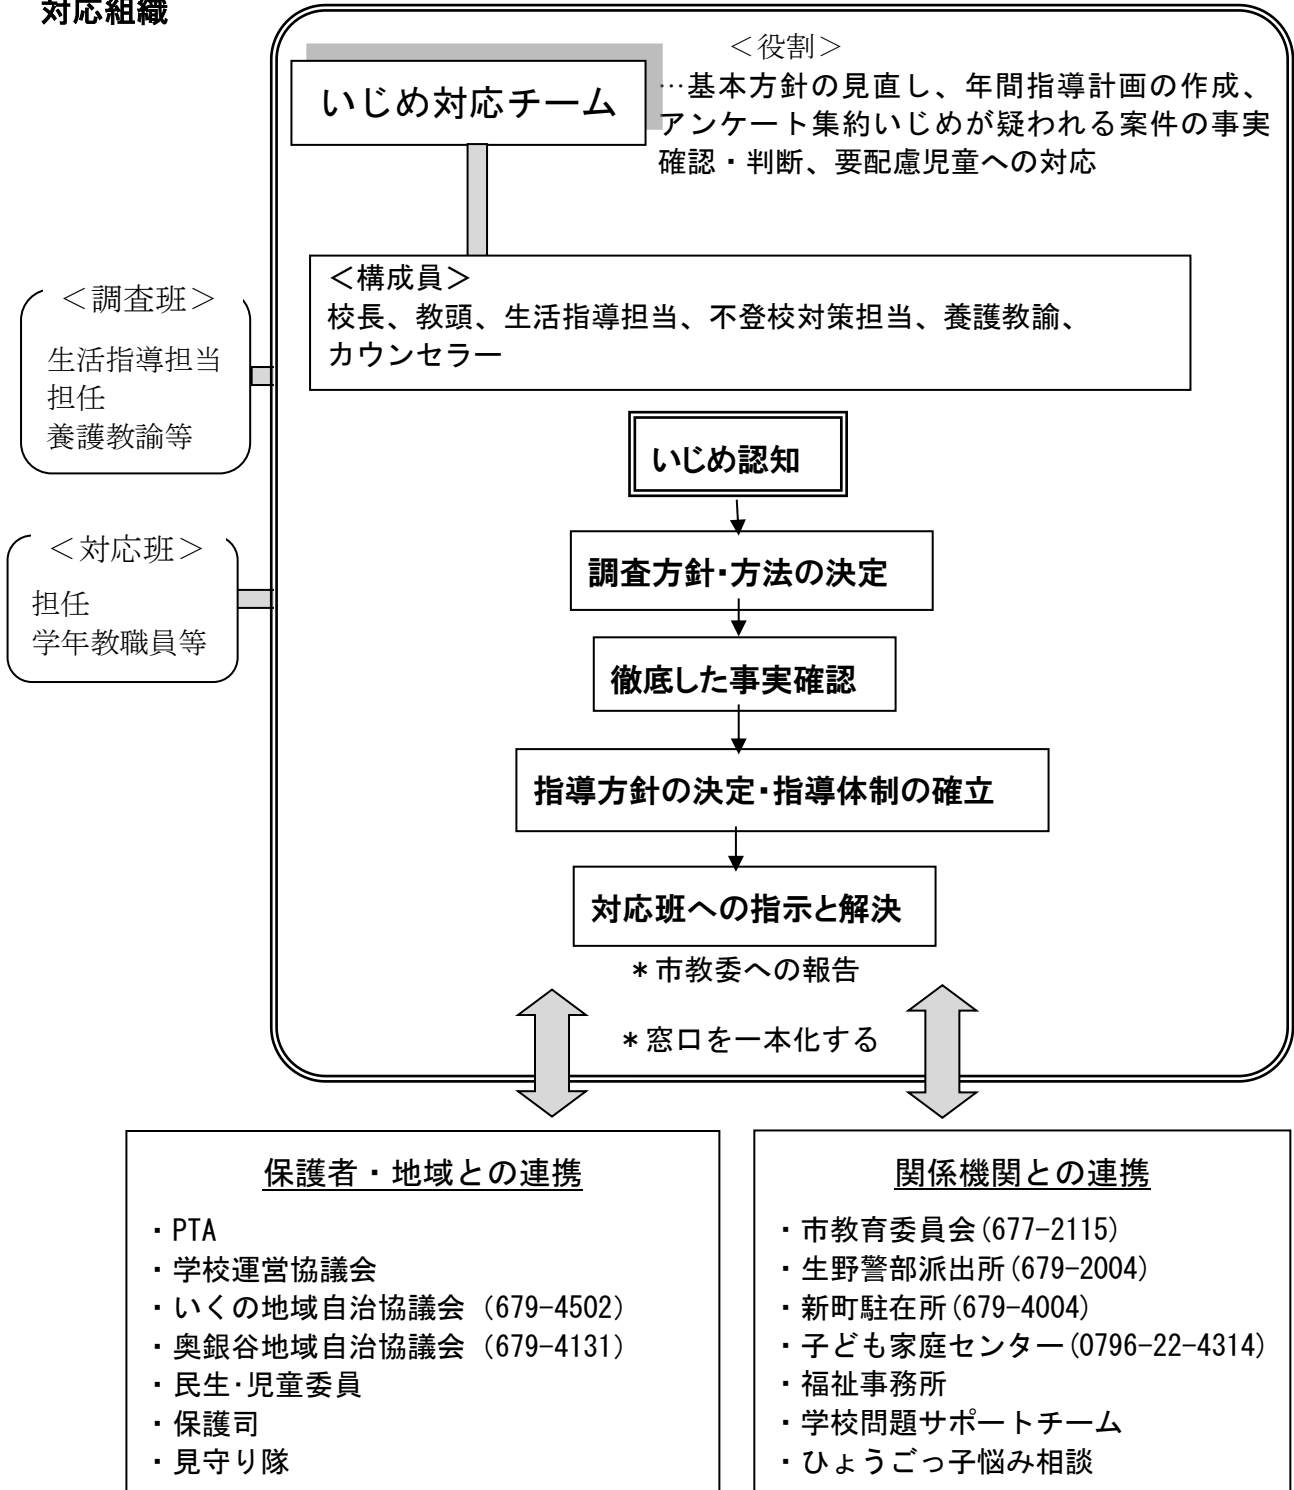 対応組織
いじめ対応チーム
＜役割＞
…基本方針の見直し、年間指導計画の作成、
アンケート集約いじめが疑われる案件の事実
確認・判断、要配慮児童への対応
＜構成員＞
校長、教頭、生活指導担当、不登校対策担当、養護教諭、
カウンセラー
＜調査班＞
生活指導担当
担任
養護教諭等
＜対応班＞
担任
学年教職員等
いじめ認知
調査方針・方法の決定
徹底した事実確認
指導方針の決定・指導体制の確立
対応班への指示と解決
＊市教委への報告
＊窓口を一本化する
保護者・地域との連携
・PTA
・学校運営協議会
・いくの地域自治協議会（679-4502）
・奥銀谷地域自治協議会（679-4131）
・民生・児童委員
・保護司
・見守り隊
関係機関との連携
・市教育委員会(677-2115)
・生野警部派出所(679-2004)
・新町駐在所(679-4004)
・子ども家庭センター(0796-22-4314)
・福祉事務所
・学校問題サポートチーム
・ひょうごっ子悩み相談